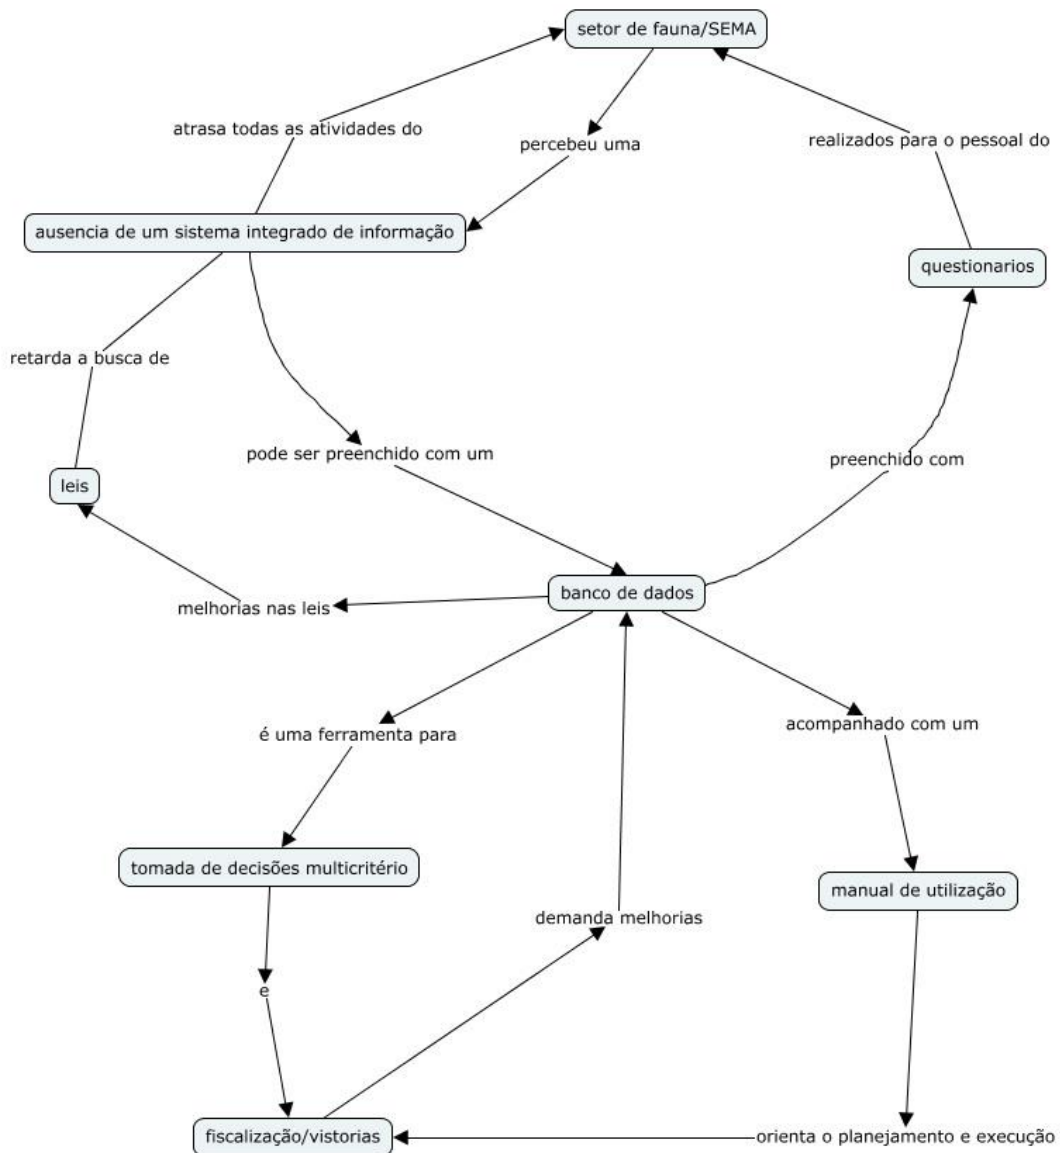 setor de fauna/SEMA
atrasa todas as atividades do
percebeu uma
realizados para o pessoal do
ausencia de um sistema integrado de informação
questionarios
retarda a busca de
pode ser preenchido com um
preenchido com
leis
banco de dados
melhorias nas leis
acompanhado com um
é uma ferramenta para
tomada de decisões multicritério
manual de utilização
demanda melhorias
e
fiscalização/vistorias
orienta o planejamento e execução